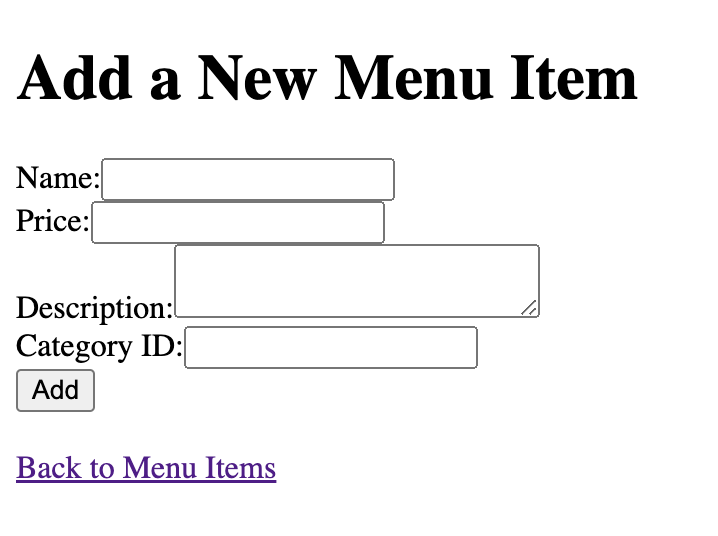 Add a New Menu Item
Name:
Price:
Description:
Category ID:
Add
Back to Menu Items